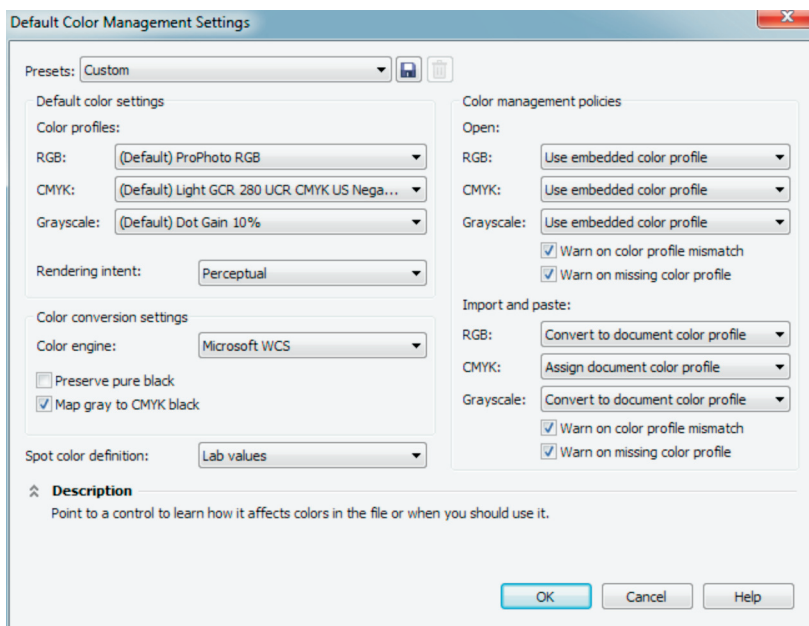 Default Color Management Settings
Presets: Custom
Default color settings
Color profiles:
RGB: (Default) ProPhoto RGB
CMYK: (Default) Light GCR 280 UCR CMYK US Nega...
Grayscale: (Default) Dot Gain 10%
Rendering intent: Perceptual
Color conversion settings
Color engine: Microsoft WCS
Preserve pure black
Map gray to CMYK black
Spot color definition: Lab values
Color management policies
Open:
RGB: Use embedded color profile
CMYK: Use embedded color profile
Grayscale: Use embedded color profile
Warn on color profile mismatch
Warn on missing color profile
Import and paste:
RGB: Convert to document color profile
CMYK: Assign document color profile
Grayscale: Convert to document color profile
Warn on color profile mismatch
Warn on missing color profile
Description
Point to a control to learn how it affects colors in the file or when you should use it.
OK Cancel Help